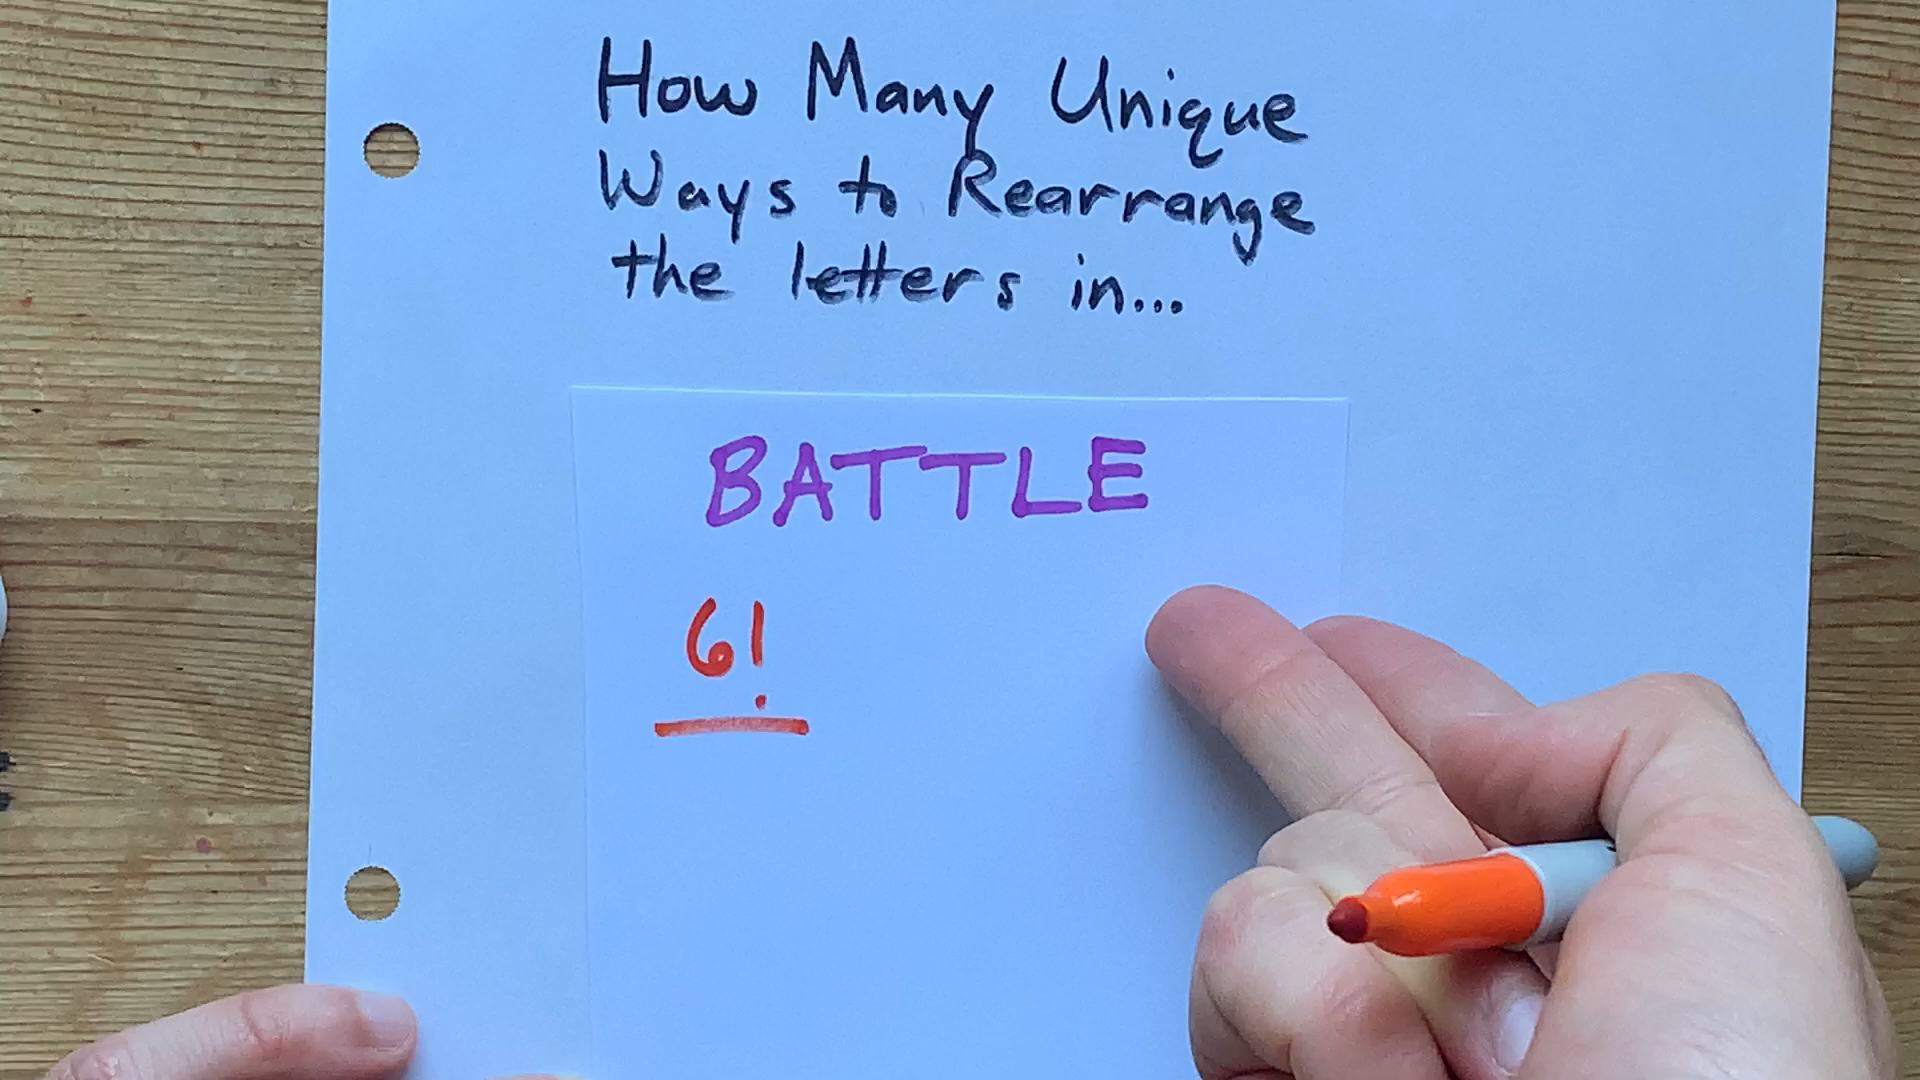 How Many Unique
Ways to Rearrange
the letters in...
BATTLE
6!